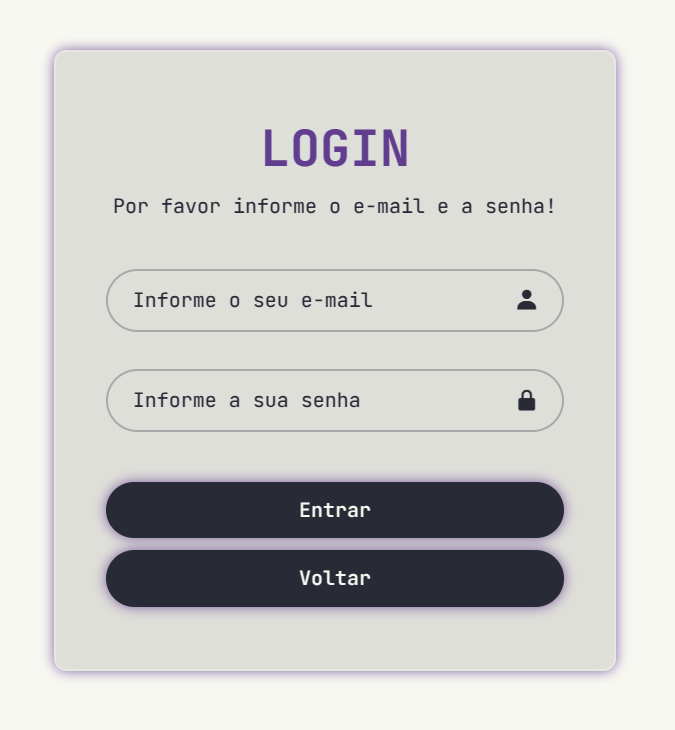 LOGIN
Por favor informe o e-mail e a senha!
Informe o seu e-mail
Informe a sua senha
Entrar
Voltar